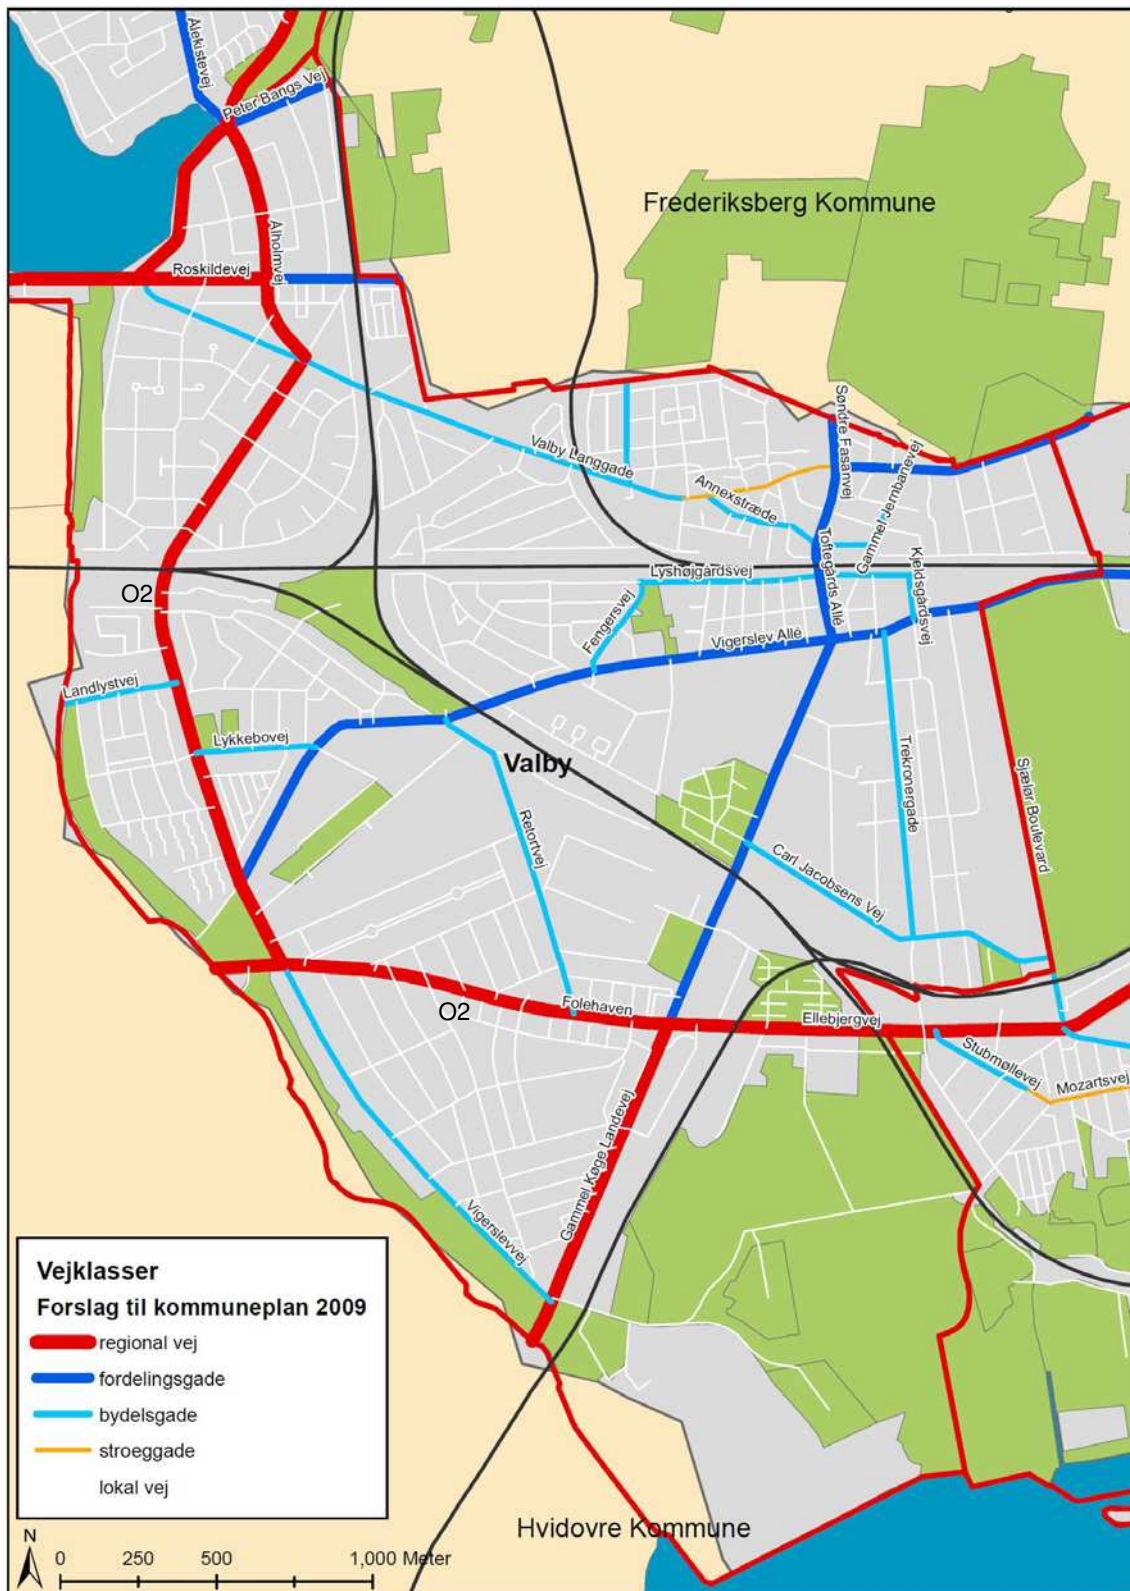 Ålekistevej
Peter Bangs Vej
Frederiksberg Kommune
Ålholmvej
Roskildevej
Søndre Fasanvej
Valby Langgade
Annexstræde
Gammel Jernbanevej
Toftegårds Allé
Kjeldsgårdsvej
Lyshøjgårdsvej
O2
Fengersvej
Vigerslev Allé
Landlystvej
Lykkebovej
Valby
Trekronergade
Sjælør Boulevard
Retortvej
Carl Jacobsens Vej
Folehaven
O2
Ellebjergvej
Stubmøllevej
Mozartsvej
Gammel Køge Landevej
Vigerslevvej
Vejklasser
Forslag til kommuneplan 2009
regional vej
fordelingsgade
bydelsgade
stroeggade
lokal vej
Hvidovre Kommune
N
0 250 500 1,000 Meter